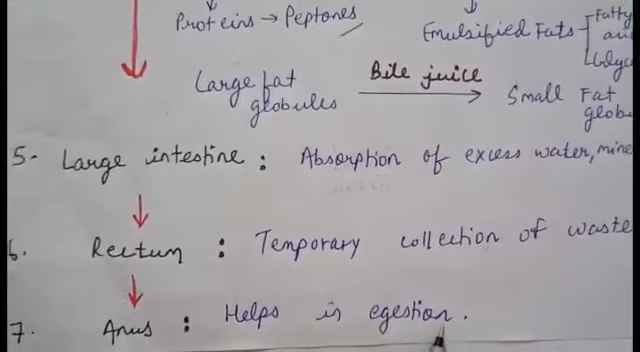 Proteins → Peptones
Emulsified Fats
Fatty
Large fat globules → Bile juice → Small Fat
5. Large intestine : Absorption of excess water,
6. Rectum : Temporary collection of waste
7. Anus : Helps in egestion.